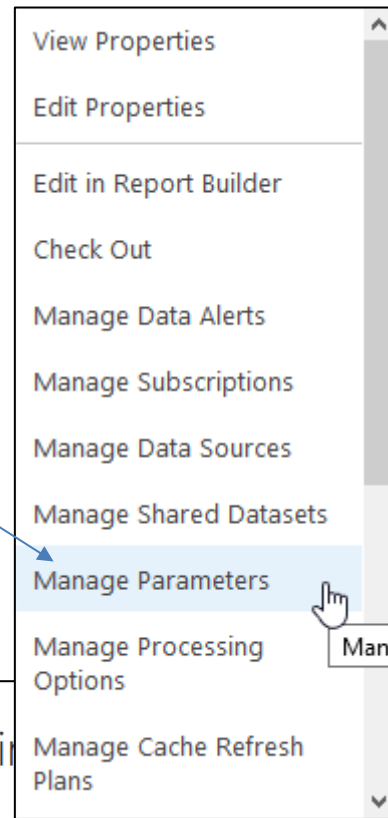 View Properties
Edit Properties
Edit in Report Builder
Check Out
Manage Data Alerts
Manage Subscriptions
Manage Data Sources
Manage Shared Datasets
Manage Parameters
Manage Processing
Man
Options
Manage Cache Refresh
Plans